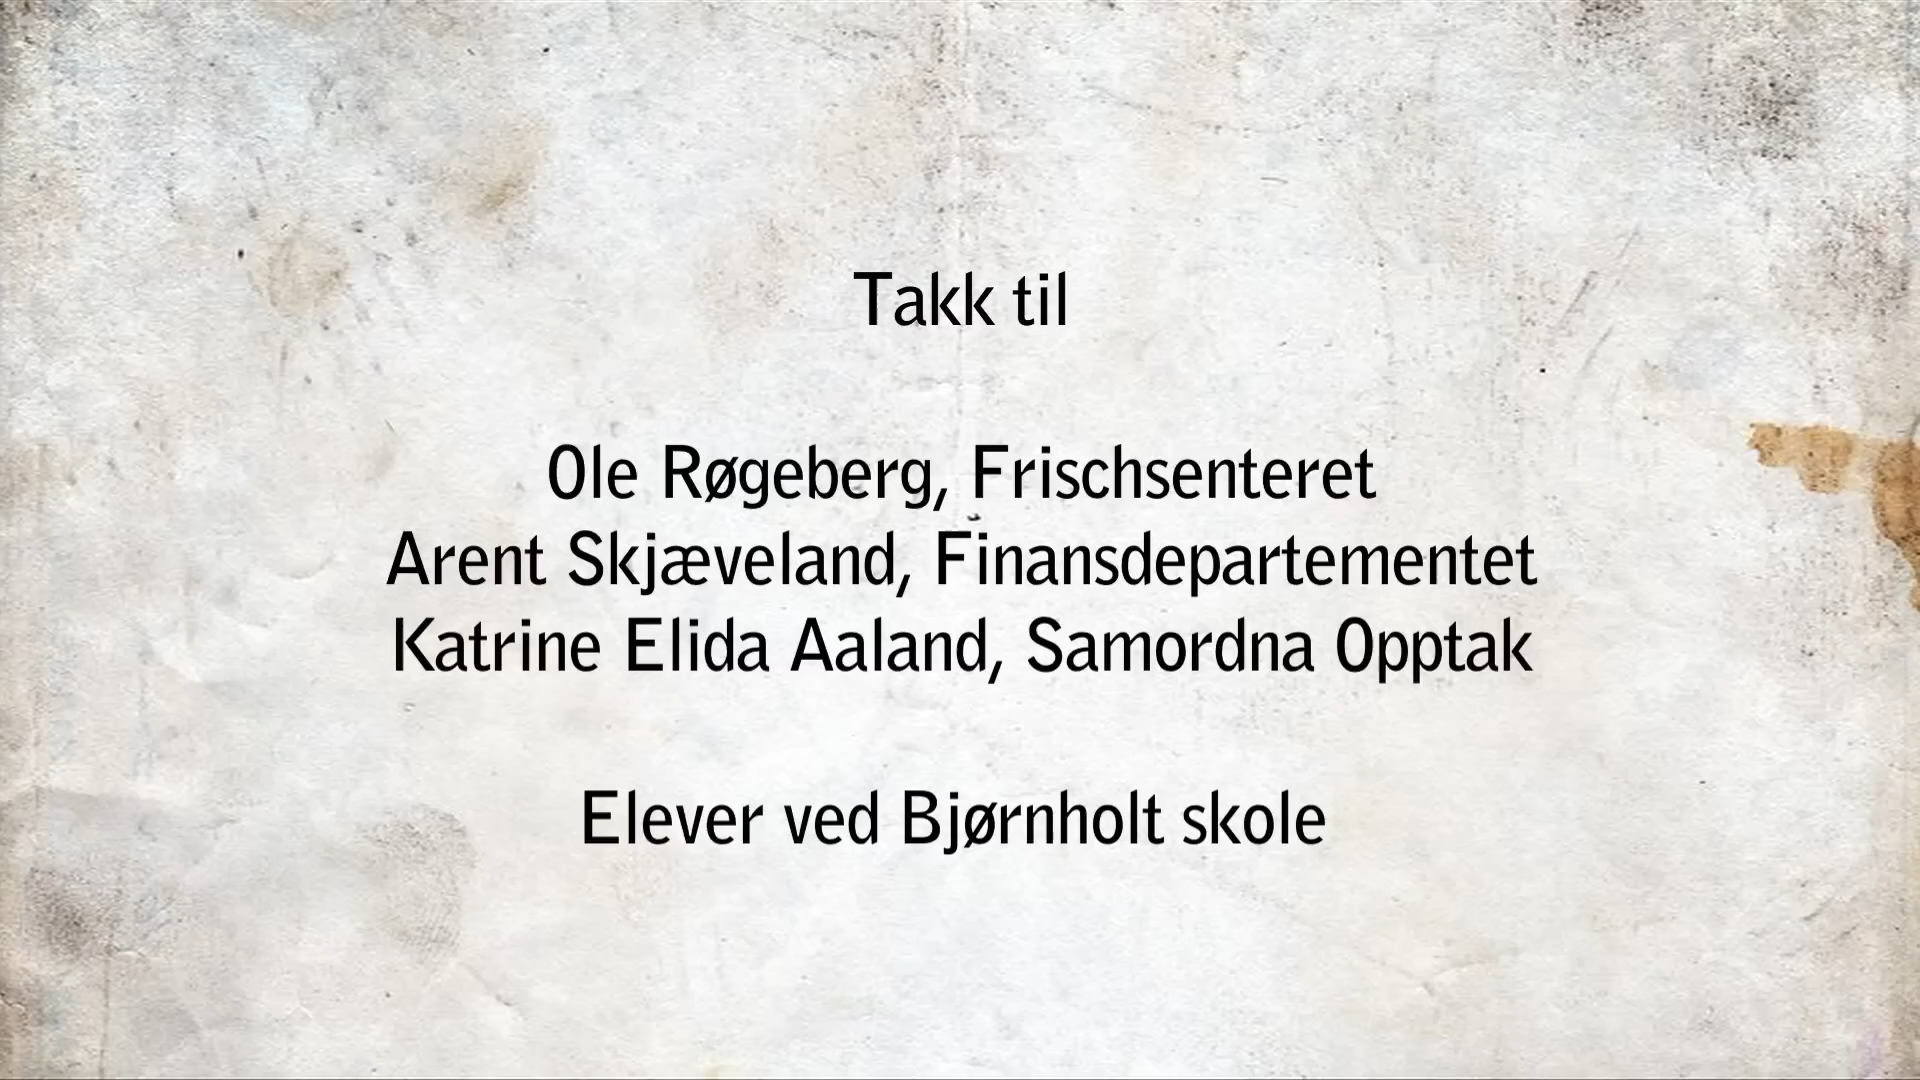 Takk til
Ole Røgeberg, Frischsenteret
Arent Skjæveland, Finansdepartementet
Katrine Elida Aaland, Samordna Opptak
Elever ved Bjørnholt skole